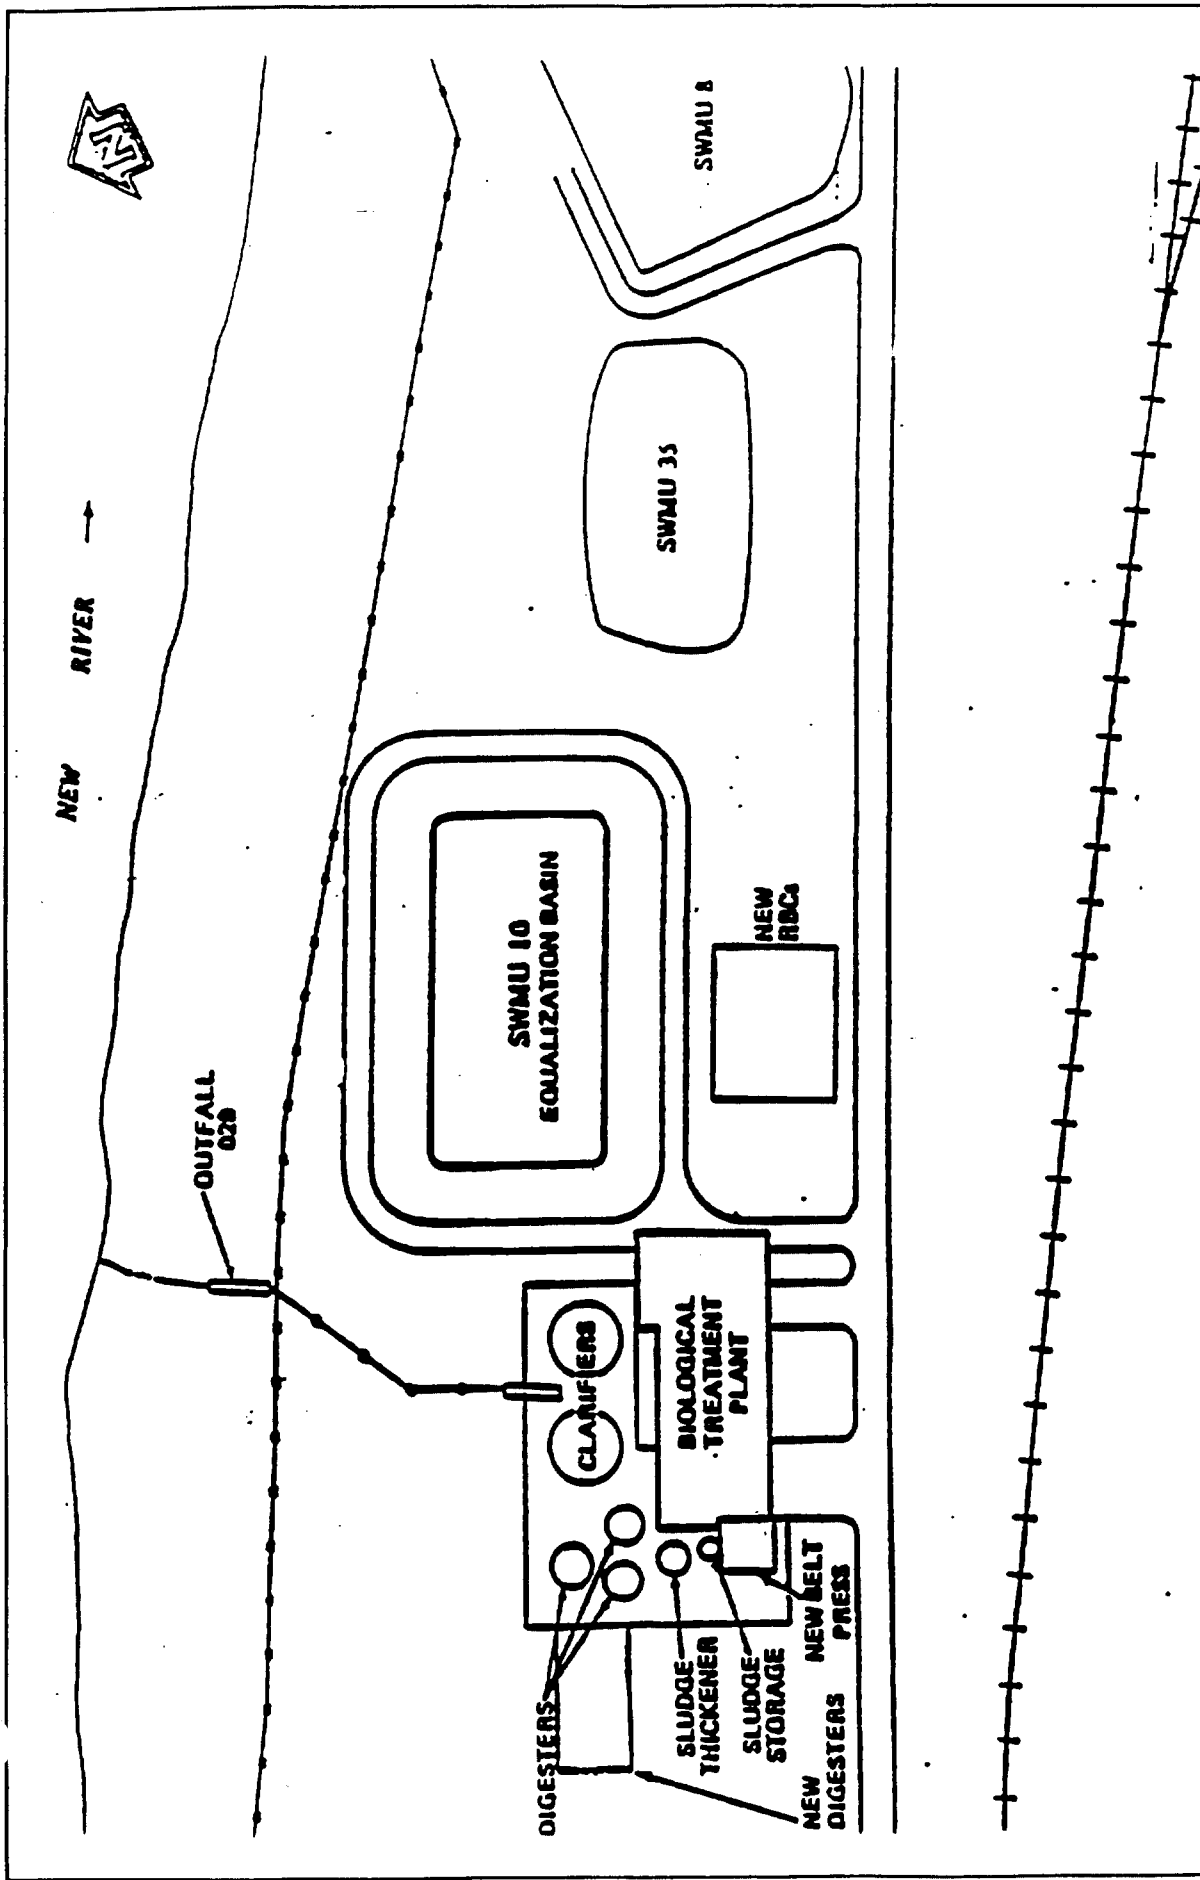 N
NEW RIVER
OUTFALL
029
SWMU 10
EQUALIZATION BASIN
SWMU 35
SWMU 8
NEW
RBCs
CLARIFIERS
BIOLOGICAL
TREATMENT
PLANT
DIGESTERS
SLUDGE
THICKENER
SLUDGE
STORAGE
NEW BELT
PRESS
NEW
DIGESTERS